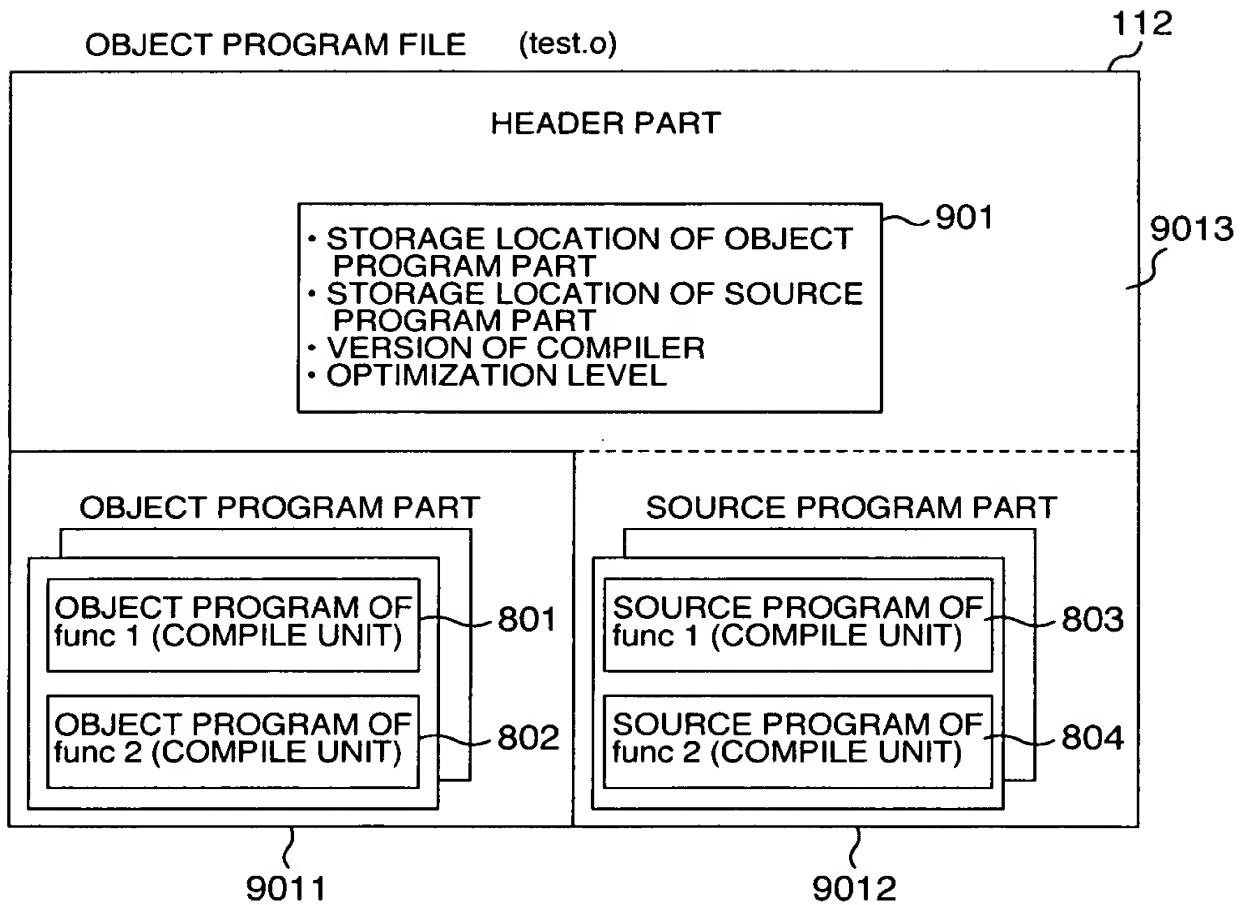 112
OBJECT PROGRAM FILE (test.o)
HEADER PART
901
9013
· STORAGE LOCATION OF OBJECT
PROGRAM PART
· STORAGE LOCATION OF SOURCE
PROGRAM PART
· VERSION OF COMPILER
· OPTIMIZATION LEVEL
OBJECT PROGRAM PART
OBJECT PROGRAM OF
func 1 (COMPILE UNIT)
801
OBJECT PROGRAM OF
func 2 (COMPILE UNIT)
802
9011
SOURCE PROGRAM PART
SOURCE PROGRAM OF
func 1 (COMPILE UNIT)
803
SOURCE PROGRAM OF
func 2 (COMPILE UNIT)
804
9012